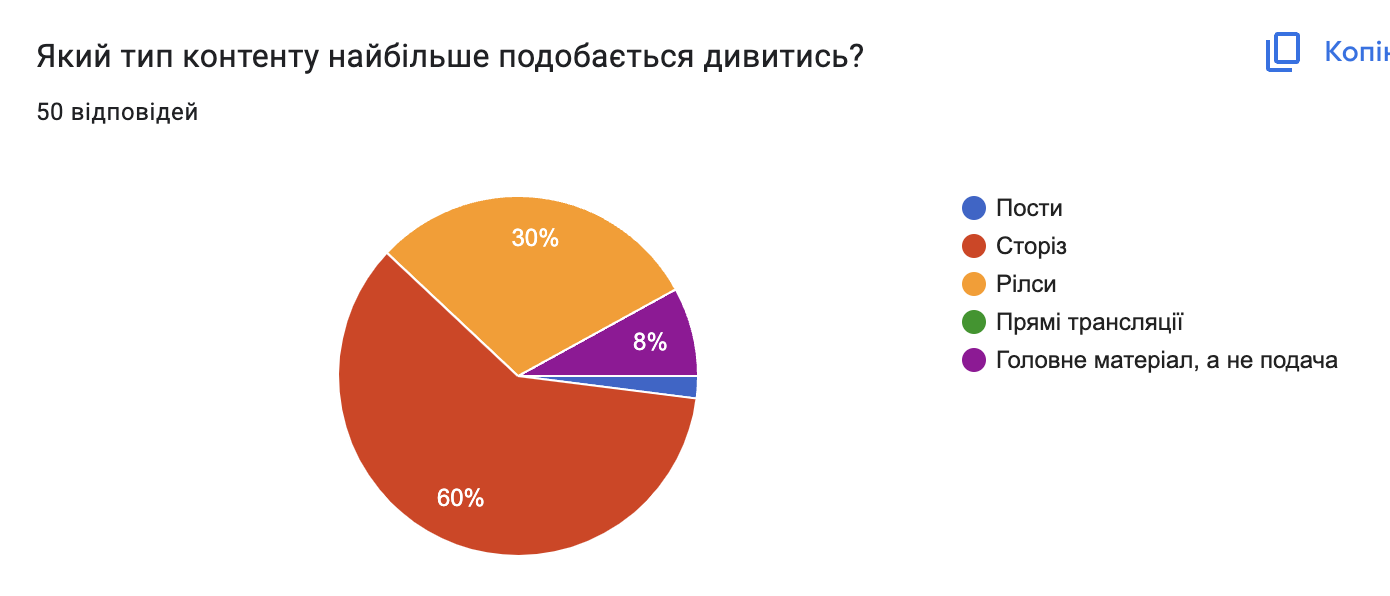 Який тип контенту найбільше подобається дивитись?
Копію
50 відповідей
30%
8%
60%
Пости
Сторіз
Рілси
Прямі трансляції
Головне матеріал, а не подача